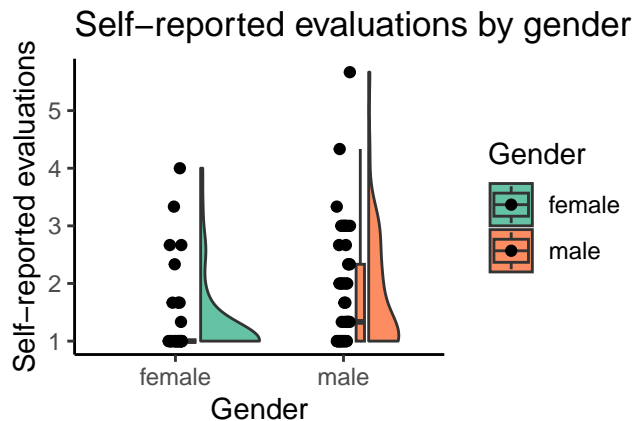 Self−reported evaluations by gender
Self−reported evaluations
5
4
3
2
1
female
male
Gender
Gender
female
male